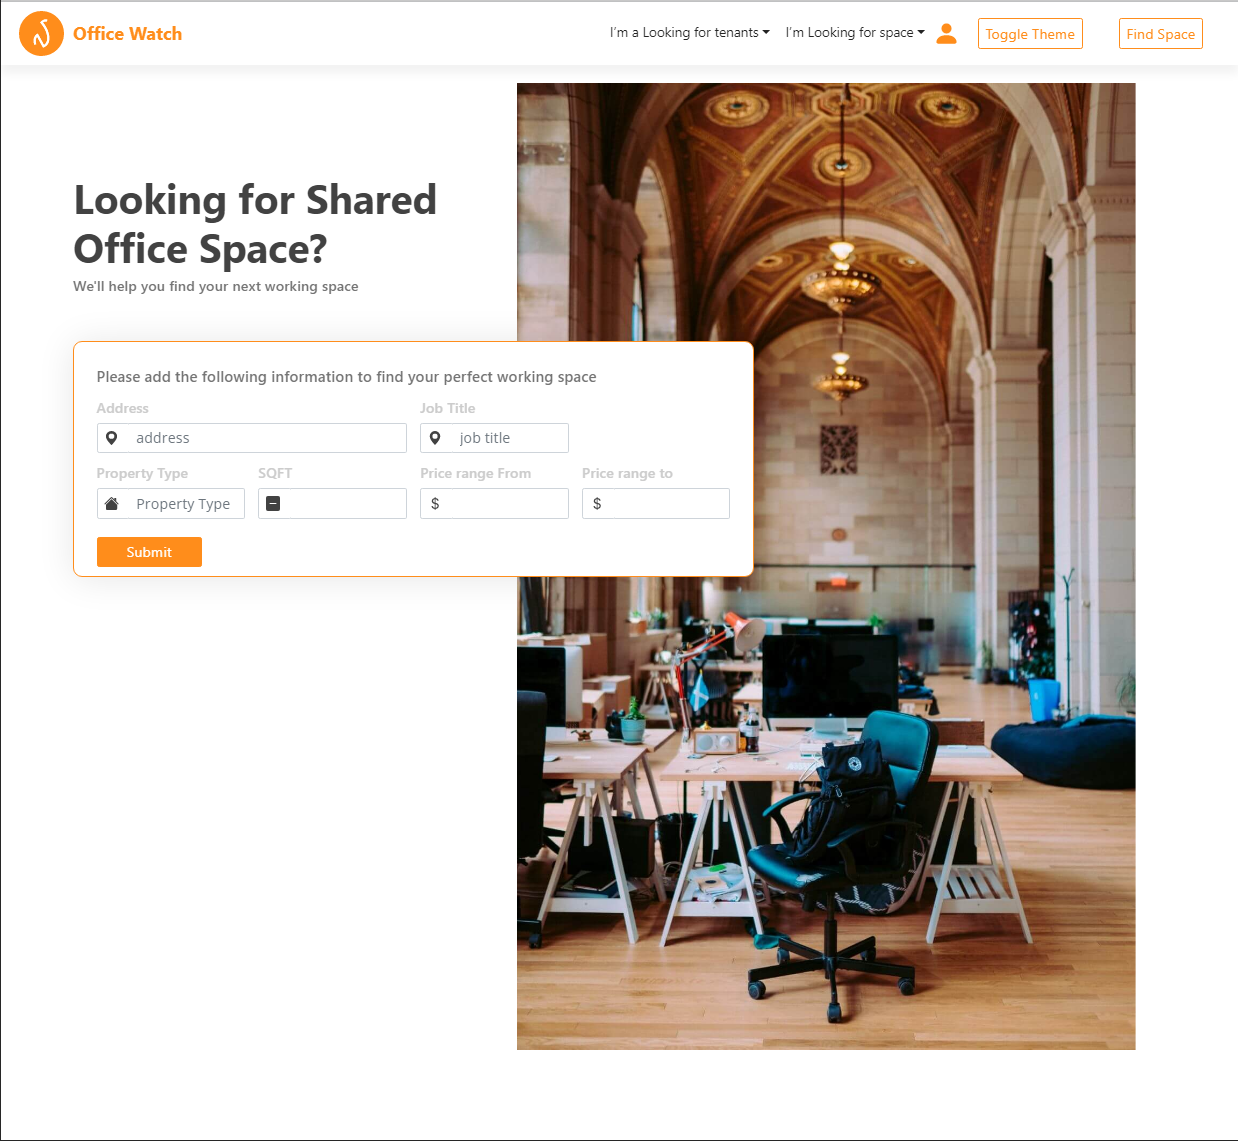 Office Watch
I'm a Looking for tenants
I'm Looking for space
Toggle Theme
Find Space
Looking for Shared
Office Space?
We'll help you find your next working space
Please add the following information to find your perfect working space
Address
Job Title
address
job title
Property Type
SQFT
Price range From
Price range to
Property Type
$
$
Submit